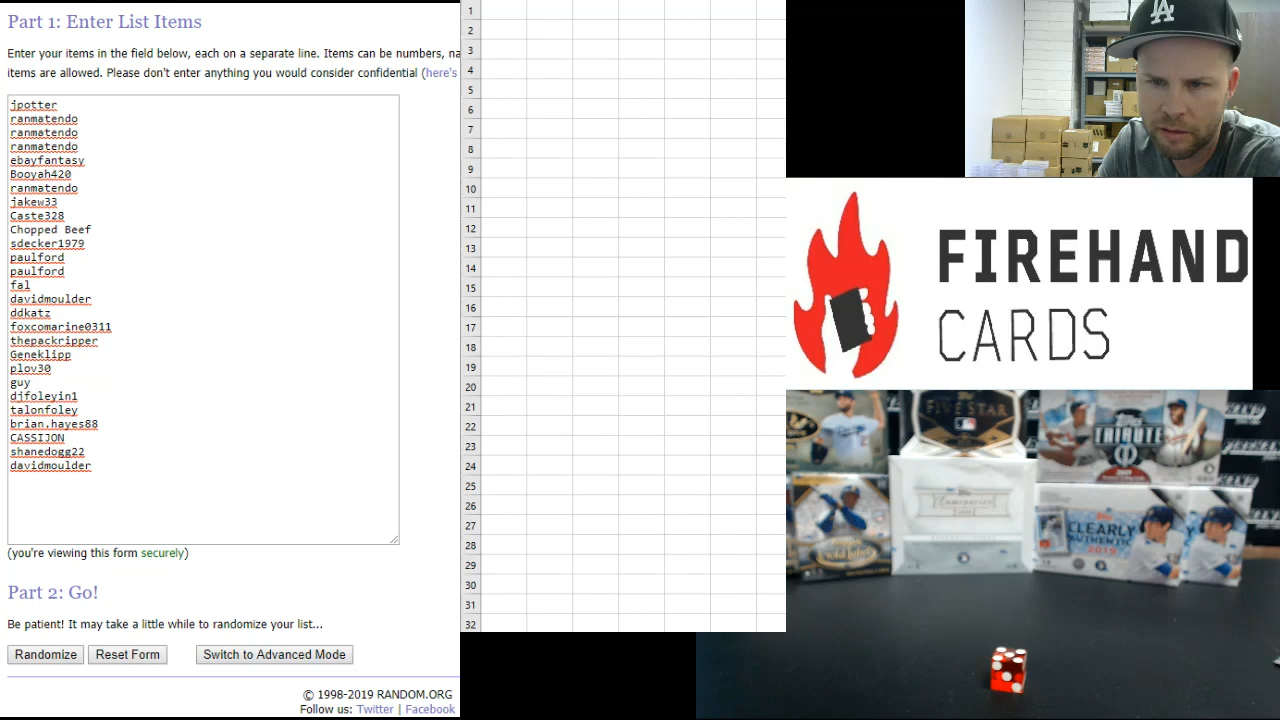 Part 1: Enter List Items
Enter your items in the field below, each on a separate line. Items can be numbers, na
items are allowed. Please don't enter anything you would consider confidential (here's
jpotter
ranmatendo
ranmatendo
ranmatendo
ebayfantasy
Booyah420
ranmatendo
jakew33
Caste328
Chopped Beef
sdecker1979
paulford
paulford
fal
davidmoulder
ddkatz
foxcomarine0311
thepackripper
Geneklipp
plov30
guy
djfoleyin1
talonfoley
brian.hayes88
CASSIJON
shanedogg22
davidmoulder
(you're viewing this form securely)
Part 2: Go!
Be patient! It may take a little while to randomize your list...
Randomize
Reset Form
Switch to Advanced Mode
© 1998-2019 RANDOM.ORG
Follow us: Twitter | Facebook
1
2
3
4
5
6
7
8
9
10
11
12
13
14
15
16
17
18
19
20
21
22
23
24
25
26
27
28
29
30
31
32
LA
FIREHAND
CARDS
FIVE STAR
topps
TRIBUTE
Luminaries
topps
CLEARLY
AUTHENTIC
2019
Gold Label